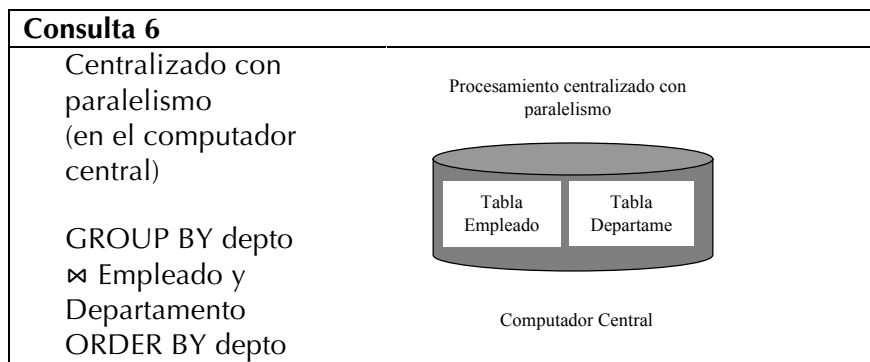 Consulta 6
Centralizado con
paralelismo
(en el computador
central)
GROUP BY depto
⋈ Empleado y
Departamento
ORDER BY depto
Procesamiento centralizado con
paralelismo
Tabla
Empleado
Tabla
Departame
Computador Central